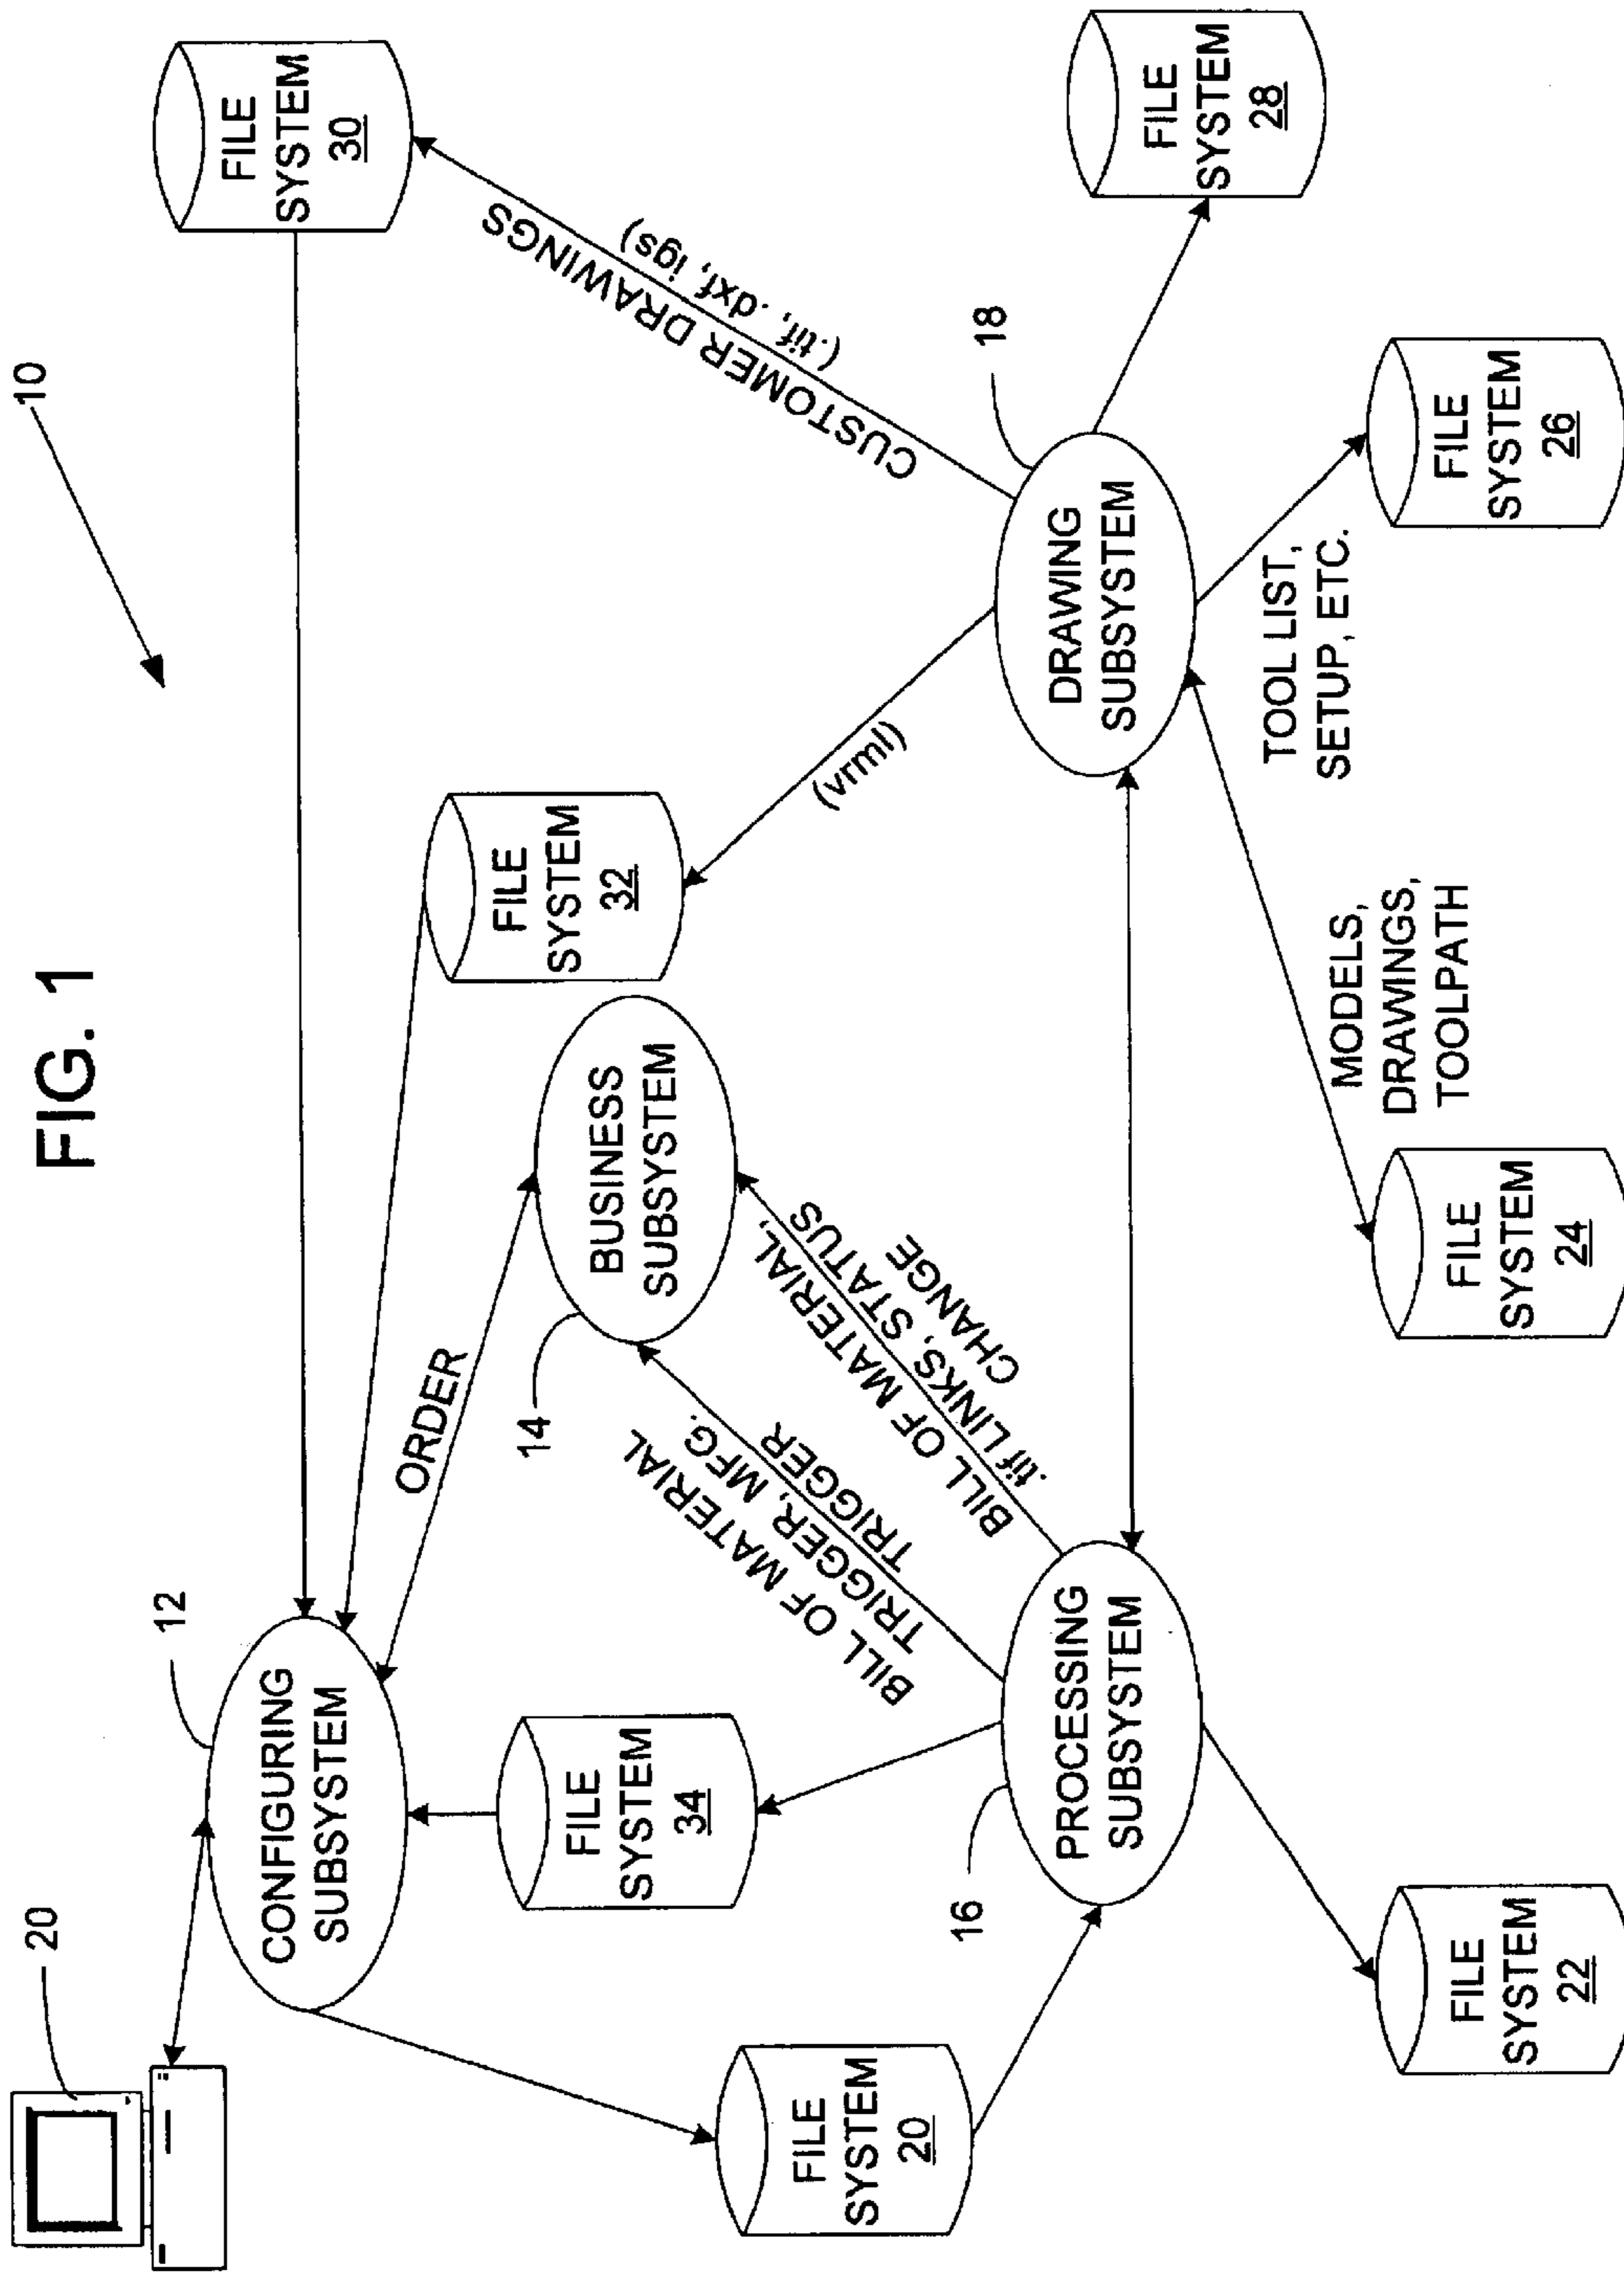 FIG. 1
10
20
12
CONFIGURING
SUBSYSTEM
FILE
SYSTEM
30
ORDER
FILE
SYSTEM
34
14
BUSINESS
SUBSYSTEM
FILE
SYSTEM
32
CUSTOMER DRAWINGS
(.tif, .dxf, igs)
(vrml)
FILE
SYSTEM
20
BILL OF MATERIAL
TRIGGER, MFG.
TRIGGER
BILL OF MATERIAL,
.tif LINKS, STATUS
CHANGE
16
PROCESSING
SUBSYSTEM
18
DRAWING
SUBSYSTEM
FILE
SYSTEM
28
TOOL LIST,
SETUP, ETC.
MODELS,
DRAWINGS,
TOOLPATH
FILE
SYSTEM
22
FILE
SYSTEM
24
FILE
SYSTEM
26